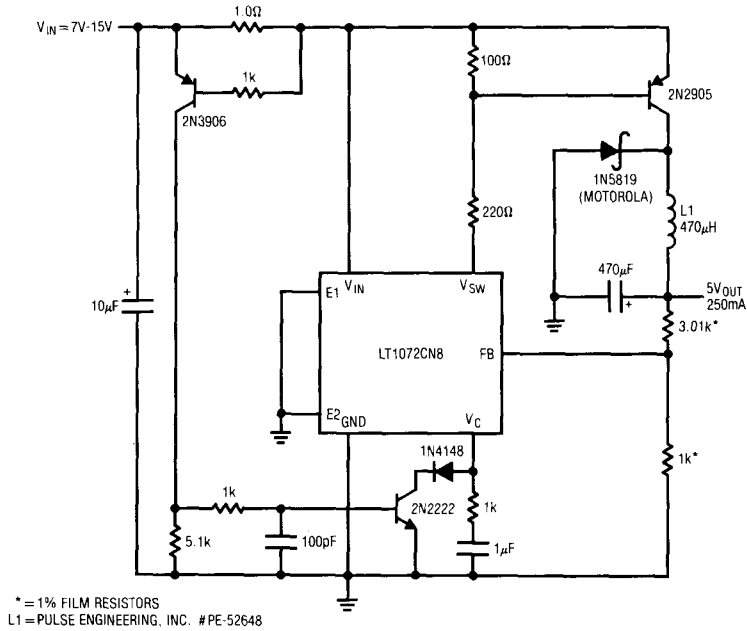 V_IN = 7V-15V
1.0Ω
1k
2N3906
100Ω
2N2905
1N5819
(MOTOROLA)
L1
470µH
220Ω
470µF
5V_OUT
250mA
3.01k*
10µF
+
+
E1
V_IN
V_SW
LT1072CN8
FB
E2
GND
V_C
1N4148
1k*
1k
2N2222
1k
5.1k
100pF
1µF
* = 1% FILM RESISTORS
L1 = PULSE ENGINEERING, INC. #PE-52648